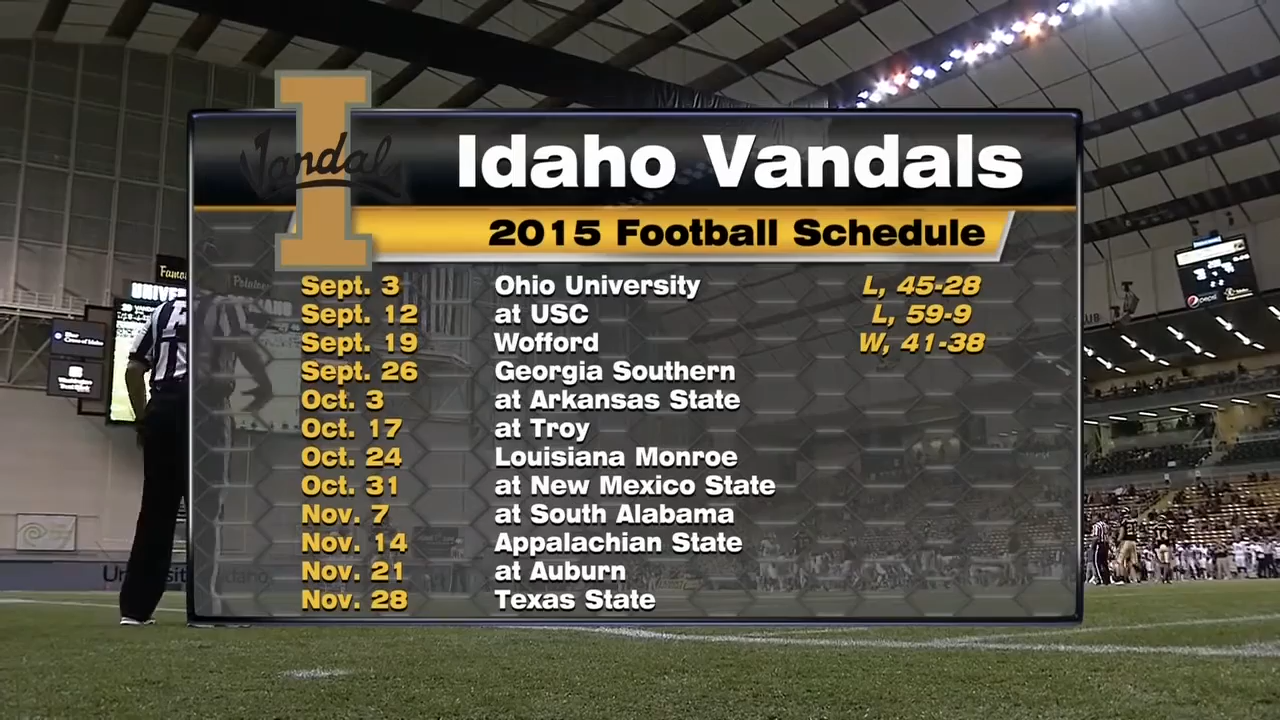 Idaho Vandals
Vandals
2015 Football Schedule
Sept. 3 Ohio University L, 45-28
Sept. 12 at USC L, 59-9
Sept. 19 Wofford W, 41-38
Sept. 26 Georgia Southern
Oct. 3 at Arkansas State
Oct. 17 at Troy
Oct. 24 Louisiana Monroe
Oct. 31 at New Mexico State
Nov. 7 at South Alabama
Nov. 14 Appalachian State
Nov. 21 at Auburn
Nov. 28 Texas State
pepsi